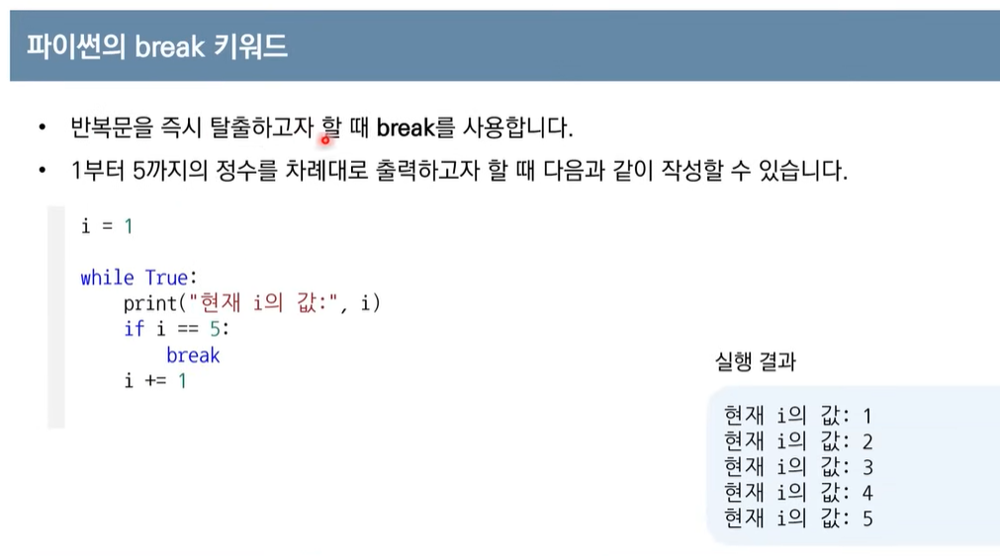 파이썬의 break 키워드
• 반복문을 즉시 탈출하고자 할 때 break를 사용합니다.
• 1부터 5까지의 정수를 차례대로 출력하고자 할 때 다음과 같이 작성할 수 있습니다.
i = 1
while True:
    print("현재 i의 값:", i)
    if i == 5:
        break
    i += 1
실행 결과
현재 i의 값: 1
현재 i의 값: 2
현재 i의 값: 3
현재 i의 값: 4
현재 i의 값: 5